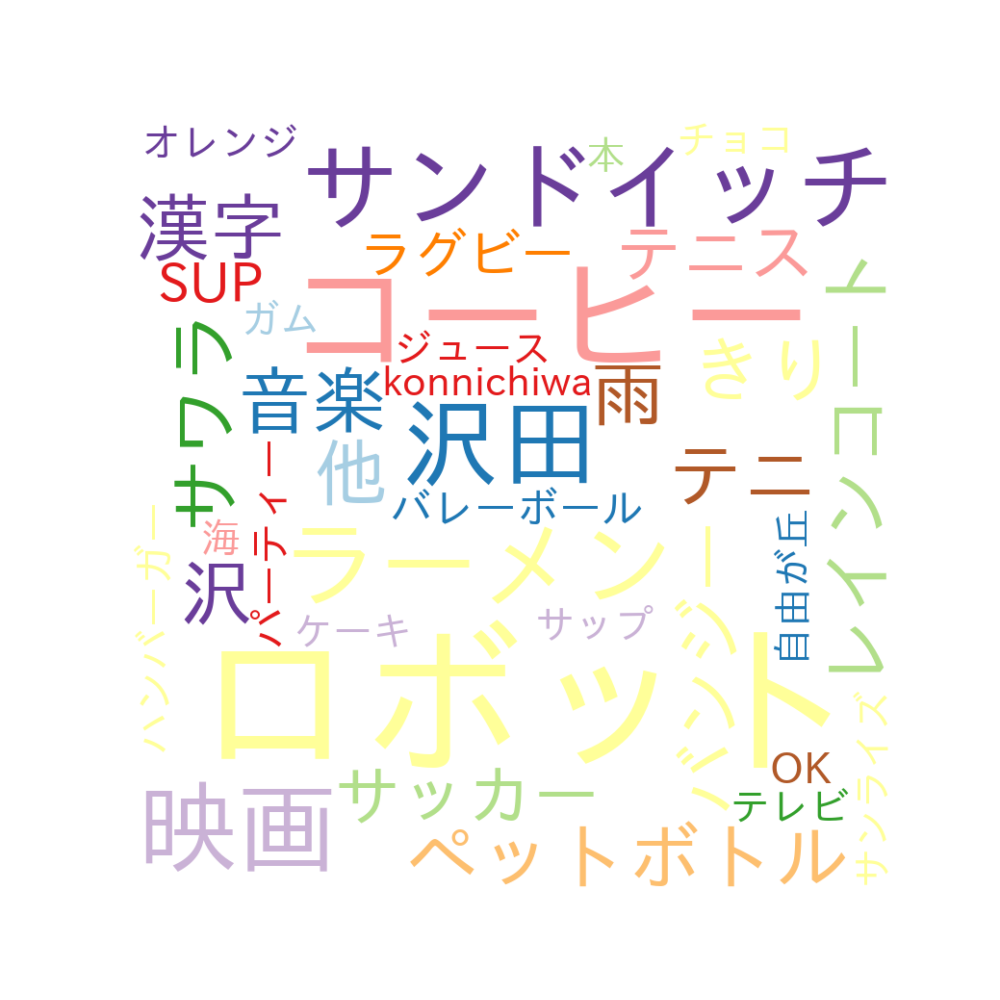 オレンジ
チョコ
本
サンドイッチ
漢字
ラグビー
テニス
SUP
コーヒー
ガム
レインコート
サワラ
ジュース
きり
konnichiwa
音楽
雨
沢田
他
テニ
バレーボール
パーティー
海
ハンバーガー
自由が丘
ラーメン
沢
バンジー
ケーキ
サップ
ロボット
サンライズ
OK
サッカー
テレビ
映画
ペットボトル